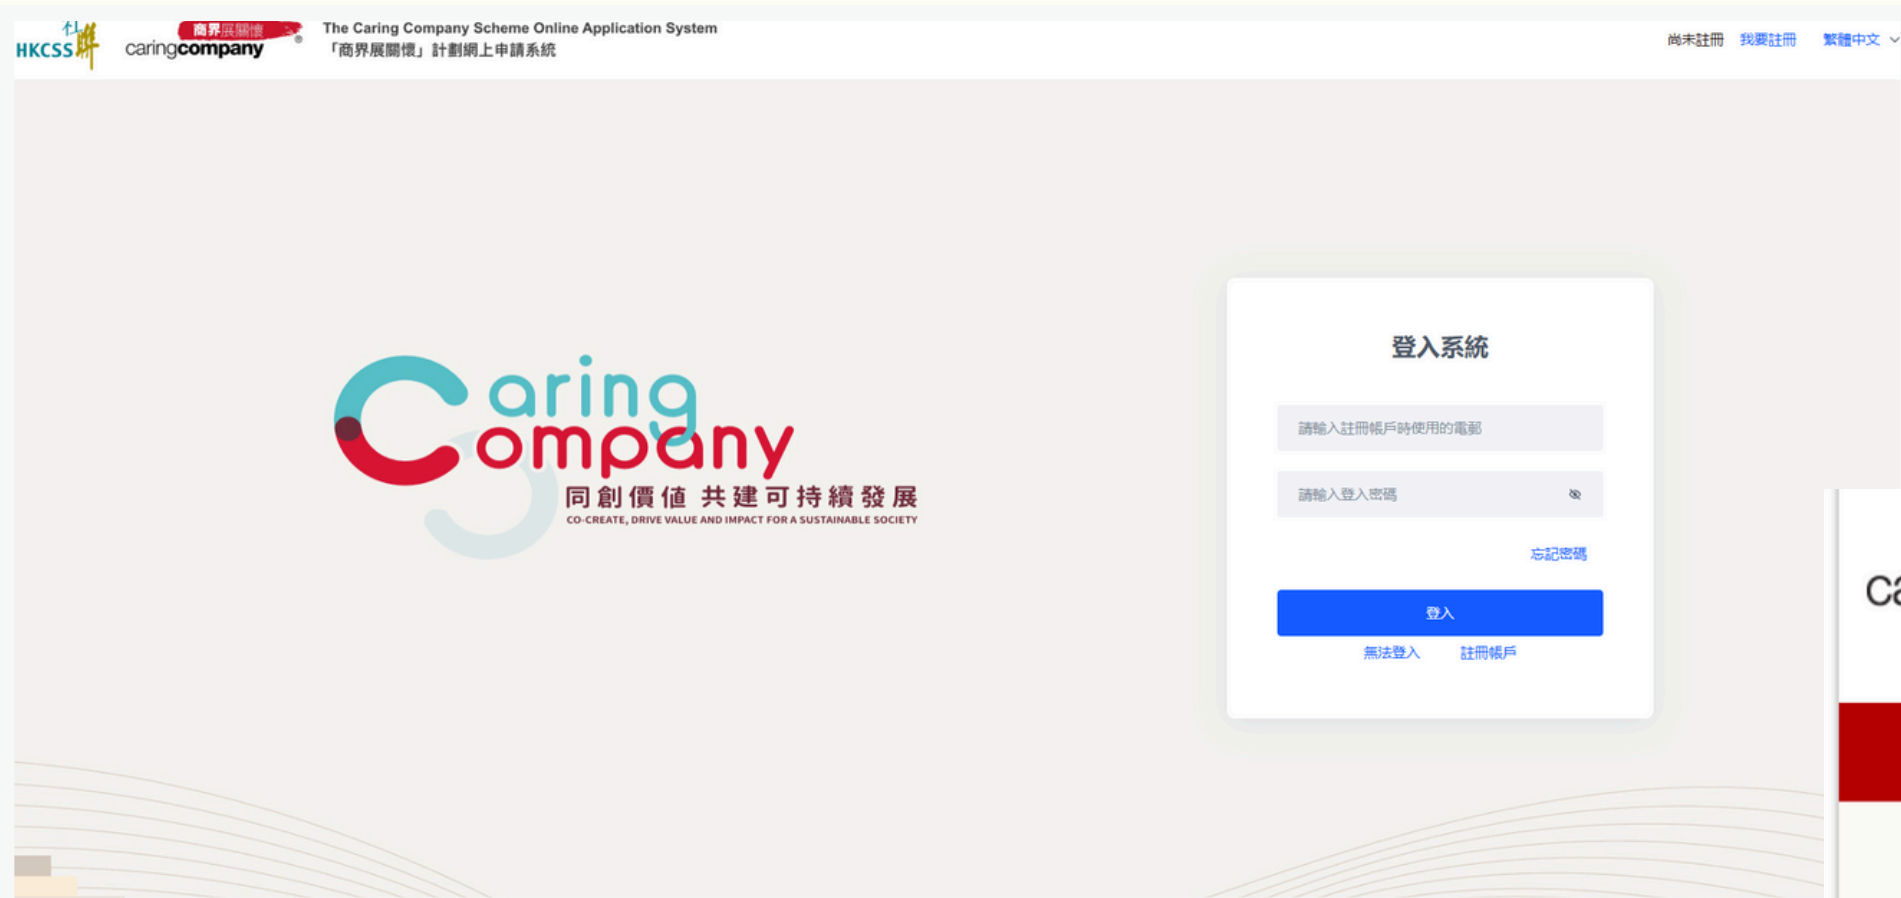 社聯
HKCSS
商界展關懷
caringcompany®
The Caring Company Scheme Online Application System
「商界展關懷」計劃網上申請系統
尚未註冊 我要註冊 繁體中文
Caring
Company
同創價值 共建可持續發展
CO-CREATE, DRIVE VALUE AND IMPACT FOR A SUSTAINABLE SOCIETY
登入系統
請輸入註冊帳戶時使用的電郵
請輸入登入密碼
忘記密碼
登入
無法登入 註冊帳戶
ca